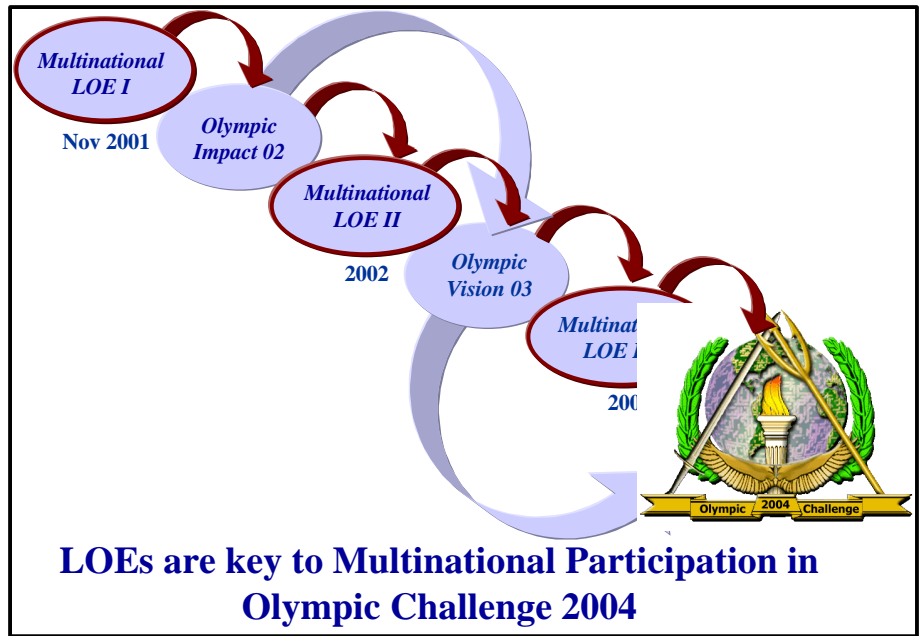 Multinational
LOE I
Nov 2001
Olympic
Impact 02
Multinational
LOE II
2002
Olympic
Vision 03
LOE
Olympic 2004 Challenge
LOEs are key to Multinational Participation in
Olympic Challenge 2004